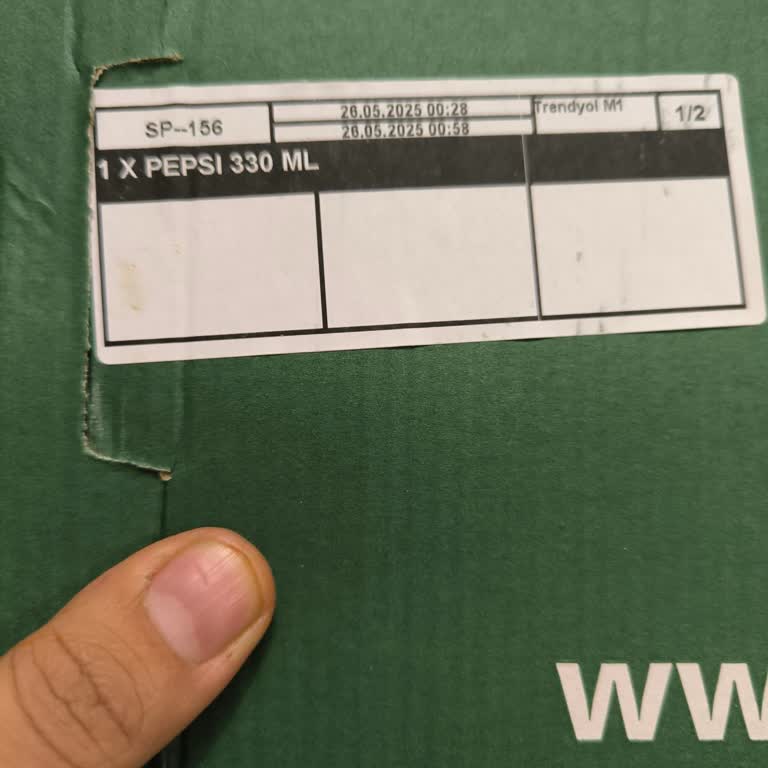 SP--156
26.05.2025 00:28
26.05.2025 00:58
Trendyol M1
1/2
1 X PEPSI 330 ML
WW